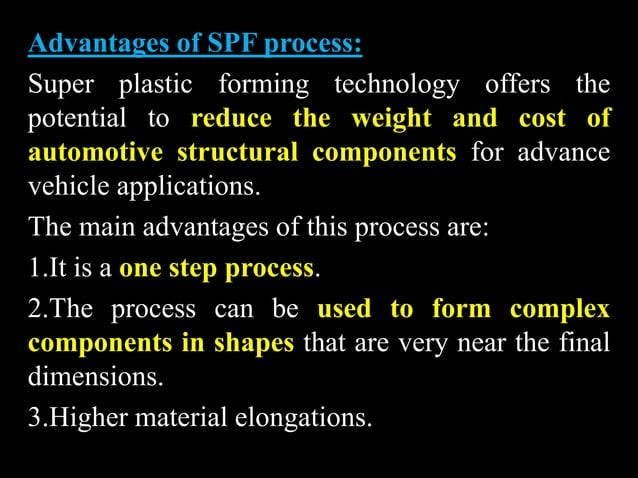 Advantages of SPF process:
Super plastic forming technology offers the
potential to reduce the weight and cost of
automotive structural components for advance
vehicle applications.
The main advantages of this process are:
1.It is a one step process.
2.The process can be used to form complex
components in shapes that are very near the final
dimensions.
3.Higher material elongations.